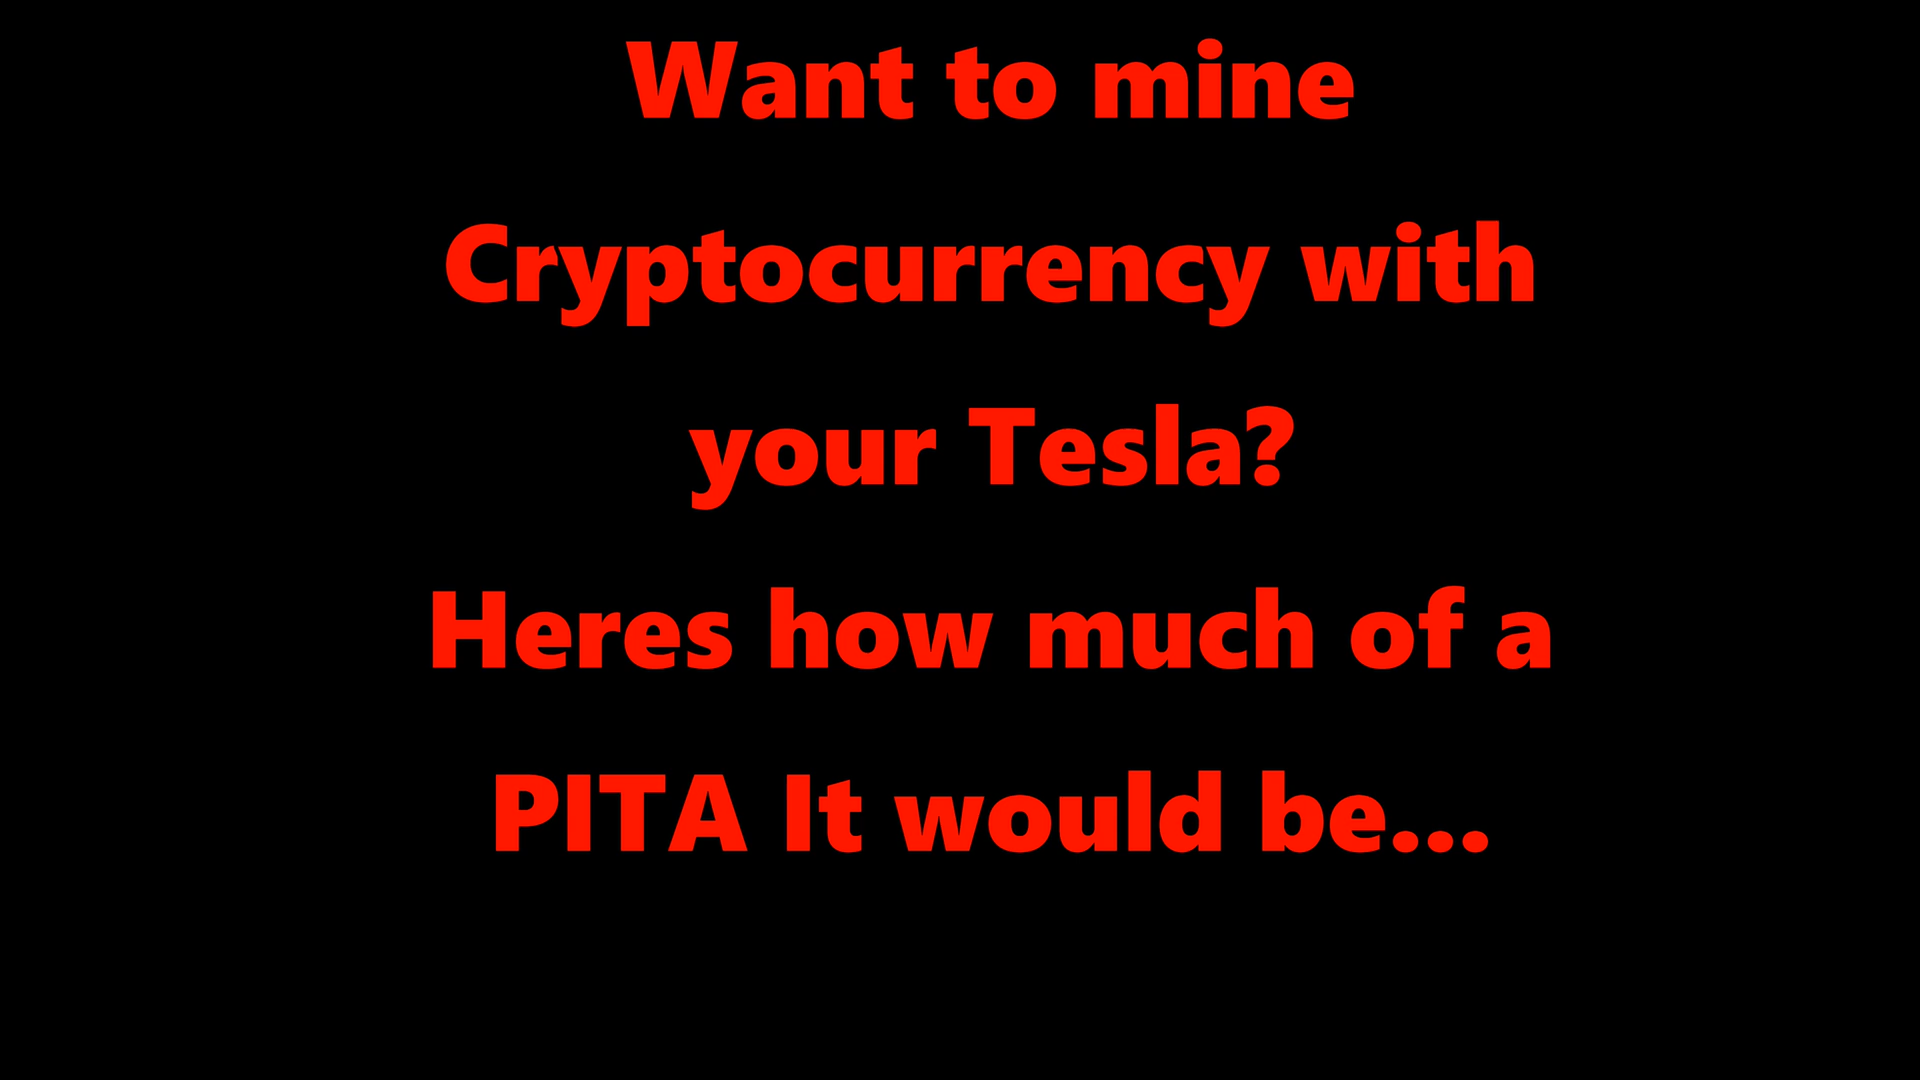 Want to mine
Cryptocurrency with
your Tesla?
Heres how much of a
PITA It would be...